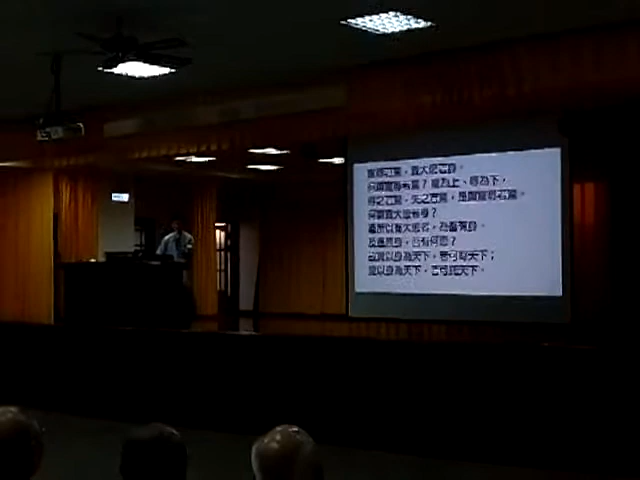 寵辱若驚，貴大患若身。
何謂寵辱若驚？寵為上，辱為下，
得之若驚，失之若驚，是謂寵辱若驚。
何謂貴大患若身？
吾所以有大患者，為吾有身。
及吾無身，吾有何患？
故貴以身為天下，若可寄天下；
愛以身為天下，若可託天下。